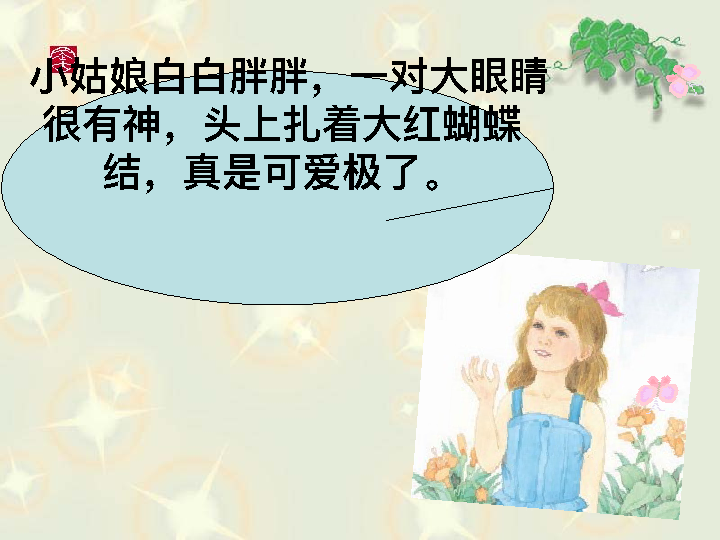 小姑娘白白胖胖，一对大眼睛
很有神，头上扎着大红蝴蝶
结，真是可爱极了。